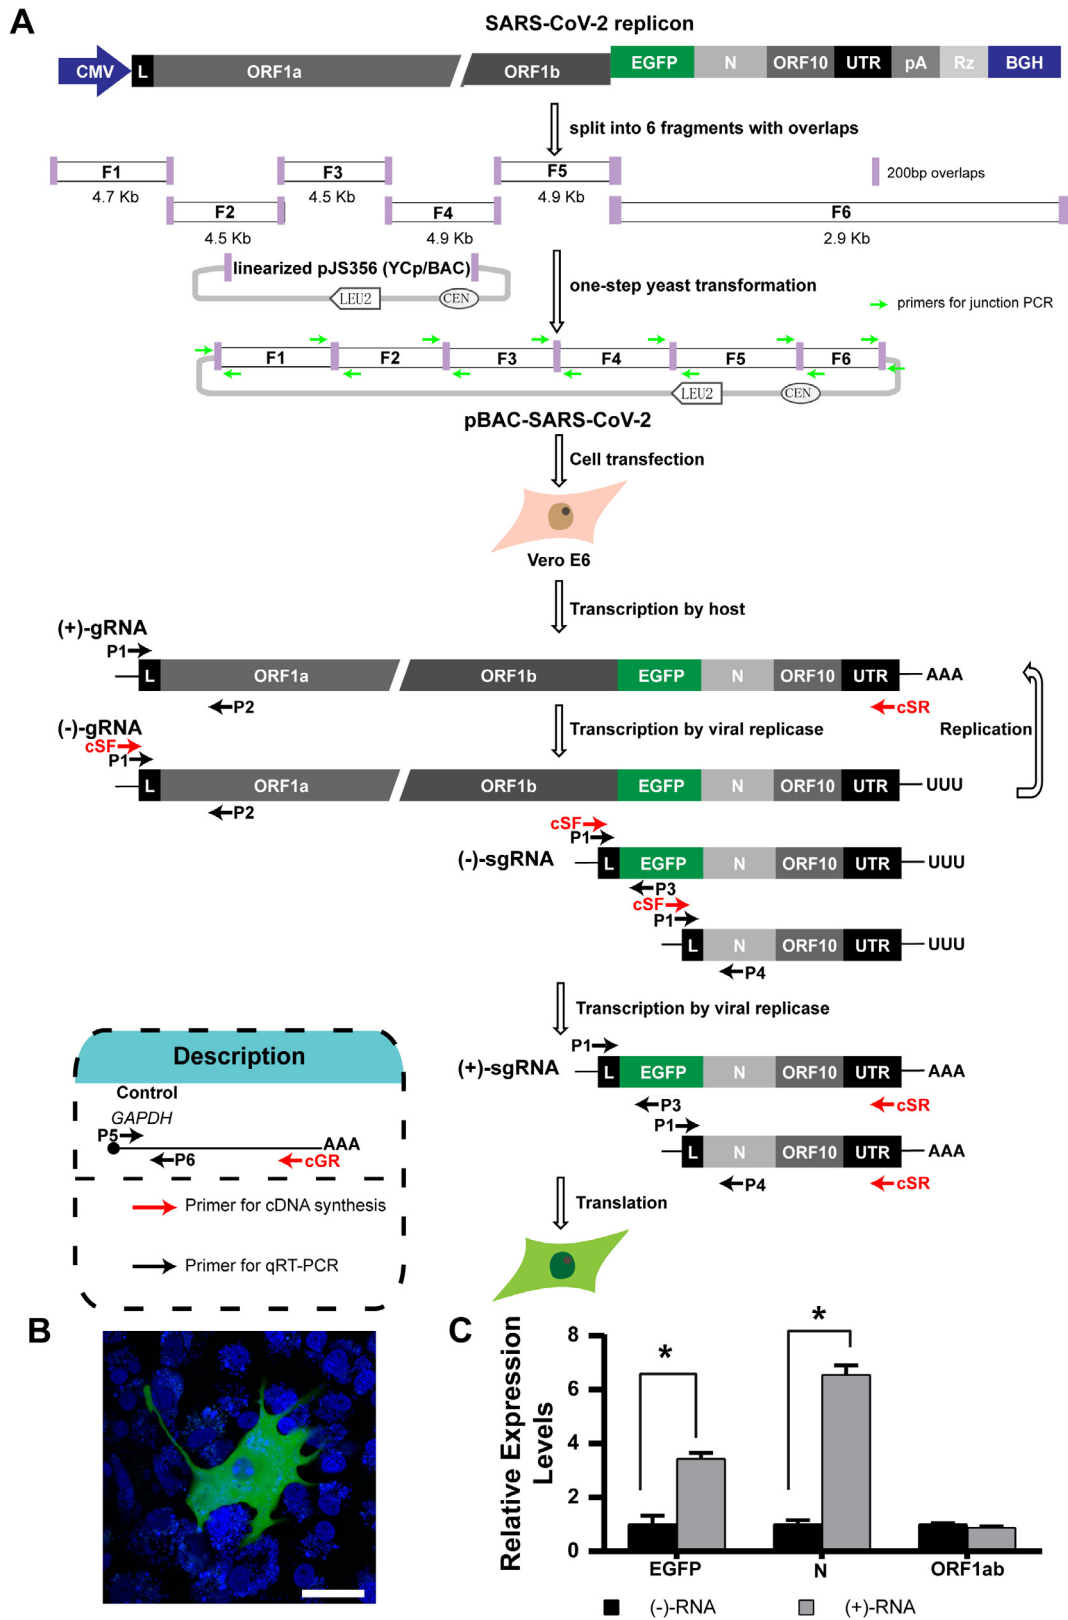 A
SARS-CoV-2 replicon
CMV L ORF1a ORF1b EGFP N ORF10 UTR pA Rz BGH
split into 6 fragments with overlaps
F1 F3 F5
4.7 Kb 4.5 Kb 4.9 Kb
200bp overlaps
F2 F4 F6
4.5 Kb 4.9 Kb 2.9 Kb
linearized pJS356 (YCp/BAC)
LEU2 CEN
one-step yeast transformation
primers for junction PCR
F1 F2 F3 F4 F5 F6
LEU2 CEN
pBAC-SARS-CoV-2
Cell transfection
Vero E6
Transcription by host
(+)-gRNA
P1
L ORF1a ORF1b EGFP N ORF10 UTR AAA
P2 cSR
(-)-gRNA
Transcription by viral replicase
Replication
cSF
P1
L ORF1a ORF1b EGFP N ORF10 UTR UUU
P2
cSF
P1
(-)-sgRNA
L EGFP N ORF10 UTR UUU
P3
cSF
P1
L N ORF10 UTR UUU
P4
Transcription by viral replicase
P1
(+)-sgRNA
L EGFP N ORF10 UTR AAA
P3 cSR
P1
L N ORF10 UTR AAA
P4 cSR
Translation
Description
Control
GAPDH
P5
AAA
P6 cGR
Primer for cDNA synthesis
Primer for qRT-PCR
B
C
Relative Expression
Levels
8
6
4
2
0
* *
EGFP N ORF1ab
(-)-RNA (+)-RNA